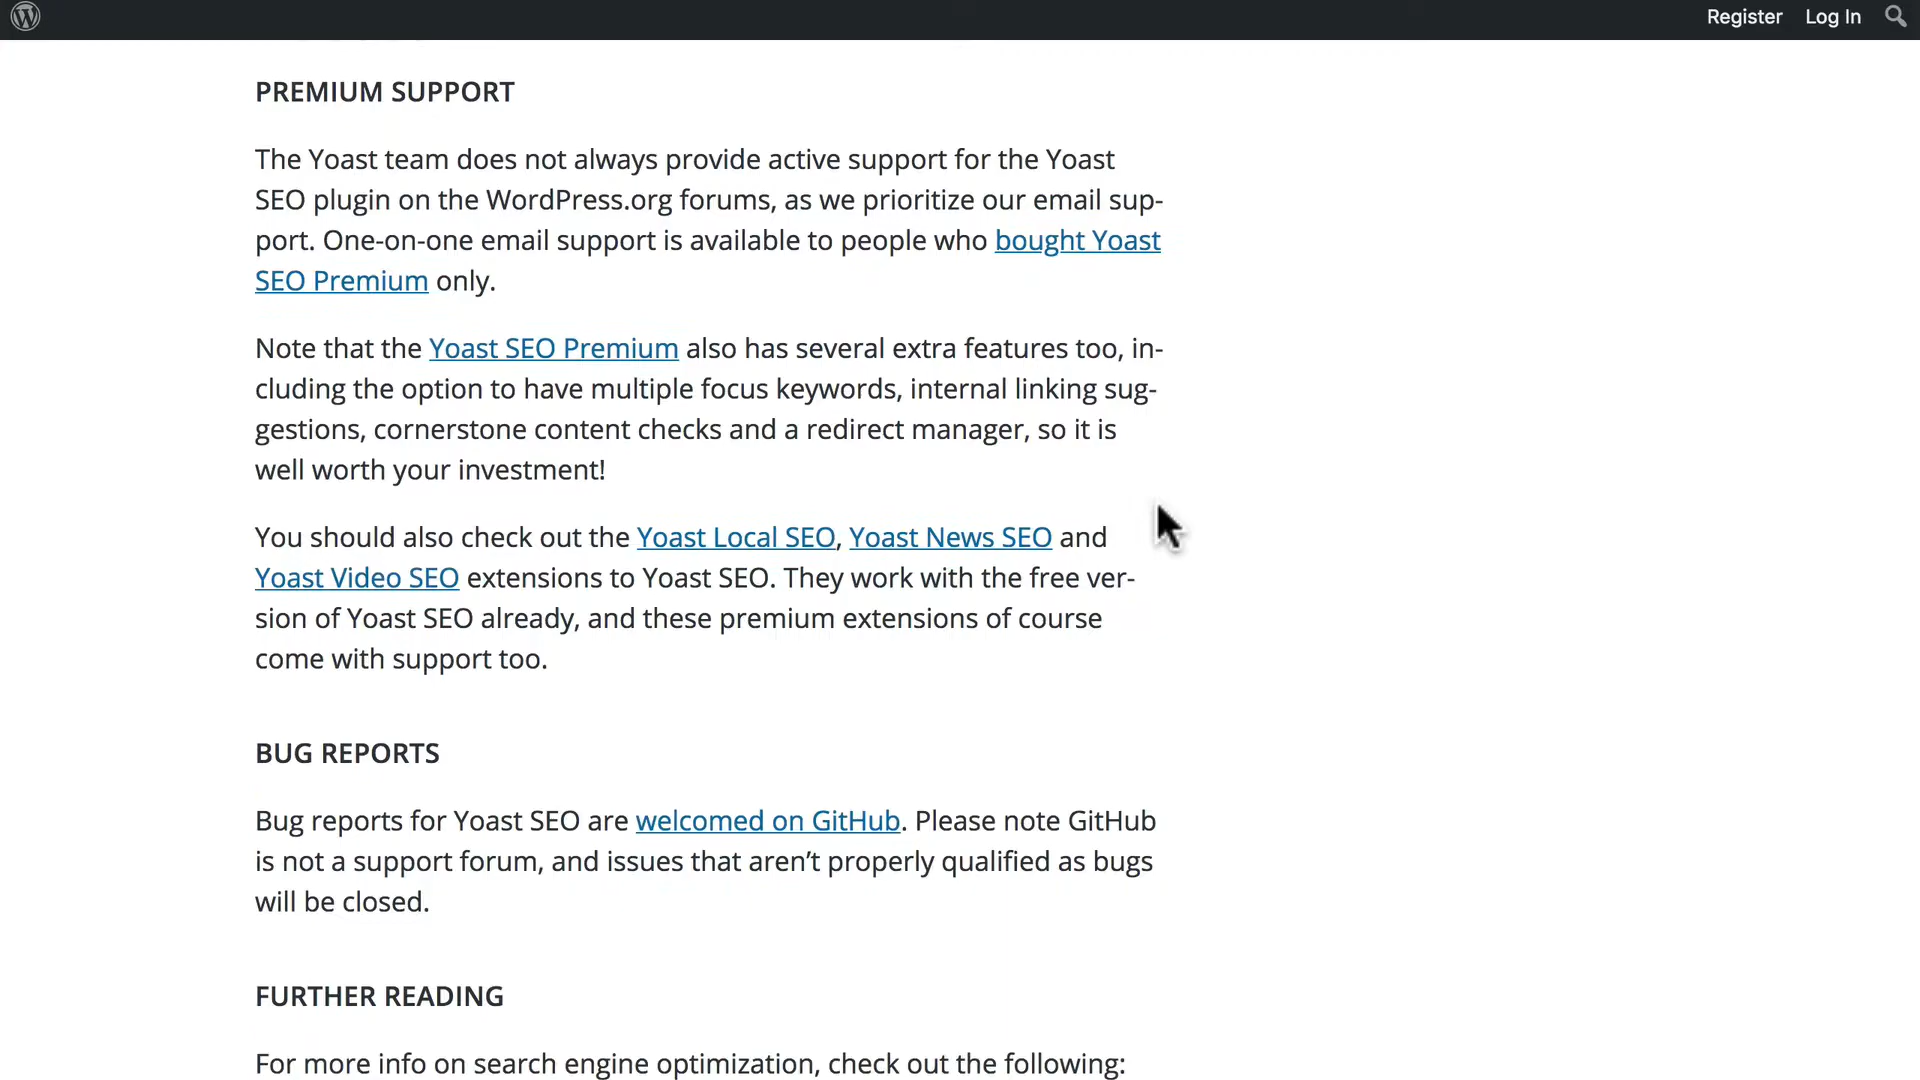 Register Log In
PREMIUM SUPPORT
The Yoast team does not always provide active support for the Yoast
SEO plugin on the WordPress.org forums, as we prioritize our email sup-
port. One-on-one email support is available to people who bought Yoast
SEO Premium only.
Note that the Yoast SEO Premium also has several extra features too, in-
cluding the option to have multiple focus keywords, internal linking sug-
gestions, cornerstone content checks and a redirect manager, so it is
well worth your investment!
You should also check out the Yoast Local SEO, Yoast News SEO and
Yoast Video SEO extensions to Yoast SEO. They work with the free ver-
sion of Yoast SEO already, and these premium extensions of course
come with support too.
BUG REPORTS
Bug reports for Yoast SEO are welcomed on GitHub. Please note GitHub
is not a support forum, and issues that aren’t properly qualified as bugs
will be closed.
FURTHER READING
For more info on search engine optimization, check out the following: